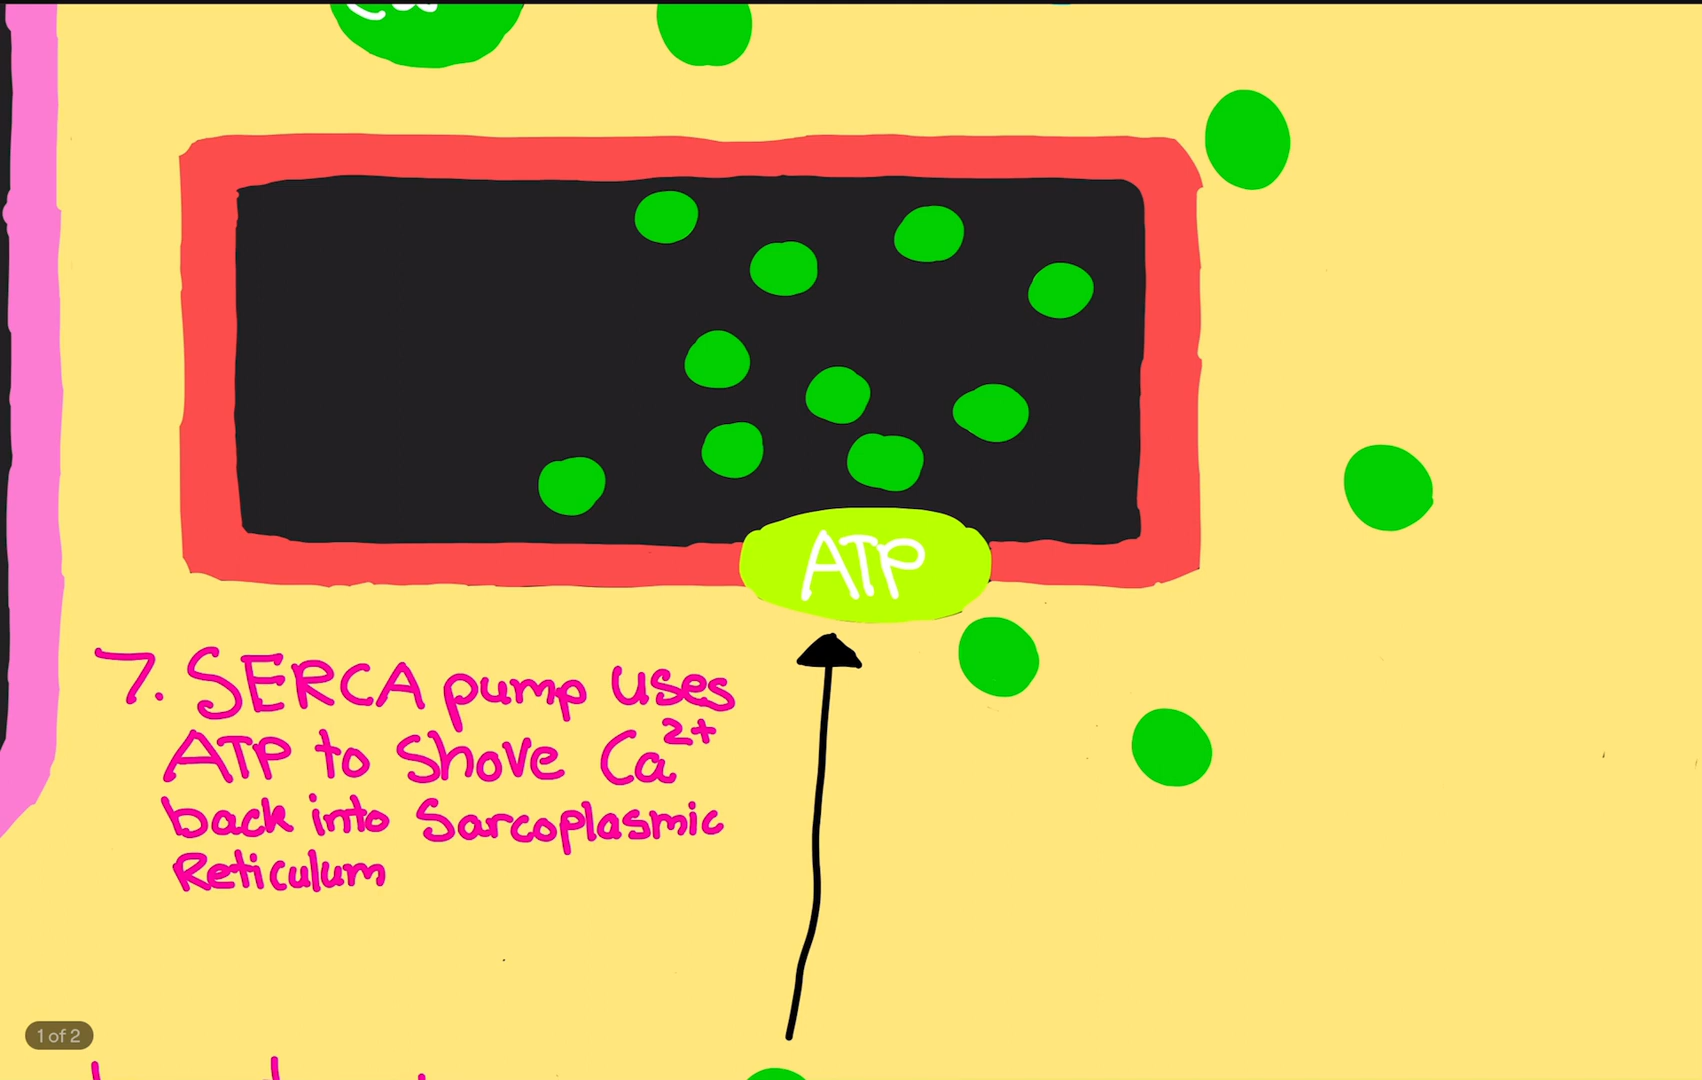 ATP
7. SERCA pump uses
ATP to shove Ca²⁺
back into Sarcoplasmic
Reticulum
1 of 2